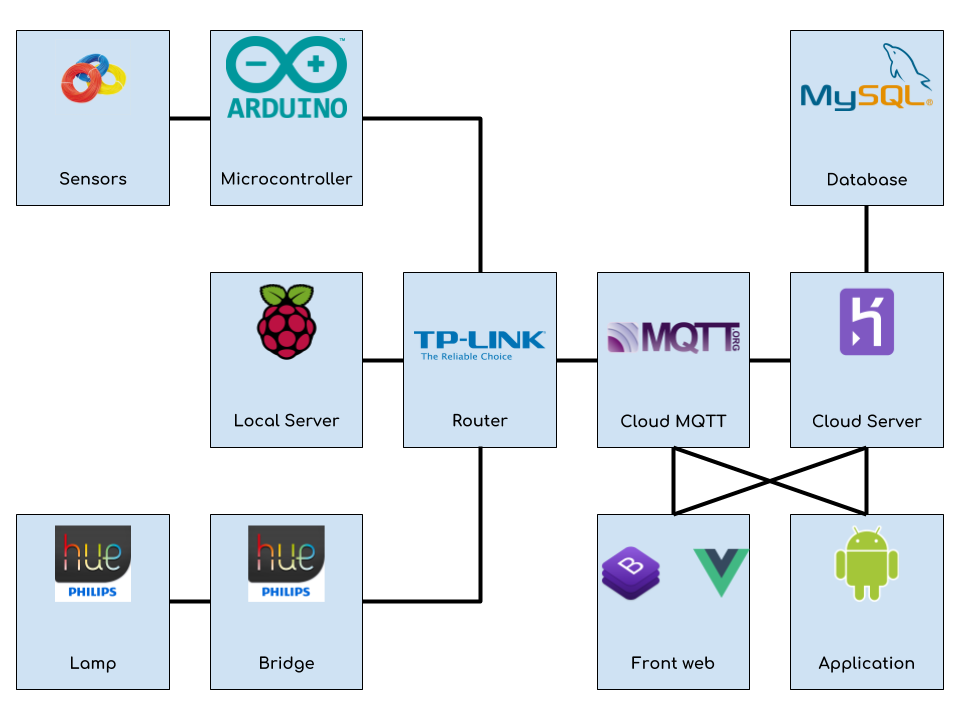 ARDUINO
™
Sensors
Microcontroller
MySQL®
Database
Local Server
TP-LINK®
The Reliable Choice
Router
MQTT.ORG
Cloud MQTT
Cloud Server
hue
PHILIPS
Lamp
hue
PHILIPS
Bridge
B
Front web
Application